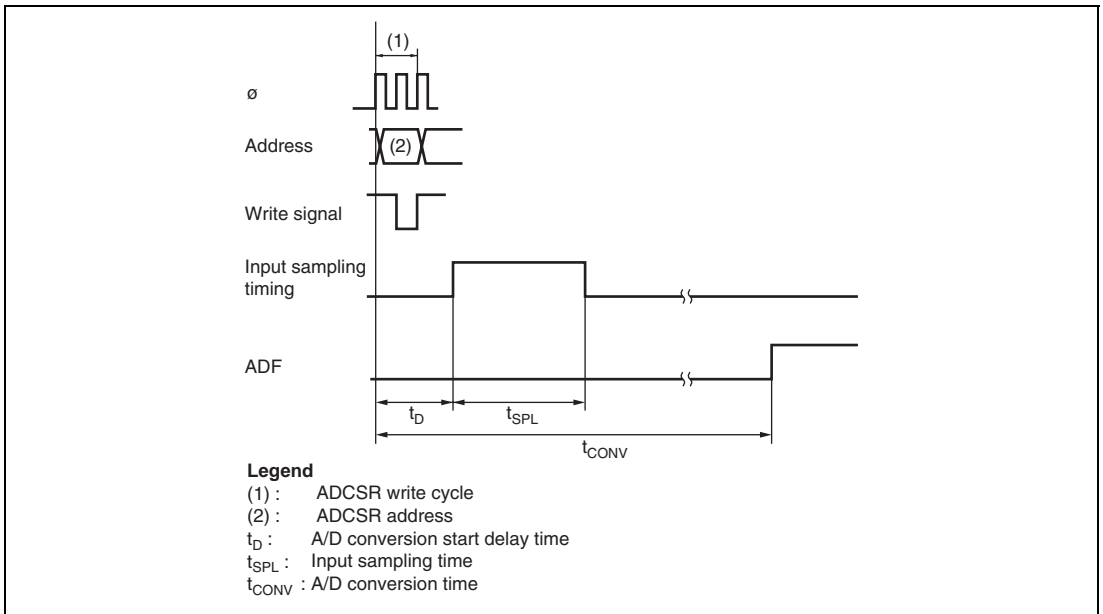 (1)
ø
Address
(2)
Write signal
Input sampling
timing
ADF
tD
tSPL
tCONV
Legend
(1) : ADCSR write cycle
(2) : ADCSR address
tD : A/D conversion start delay time
tSPL : Input sampling time
tCONV : A/D conversion time